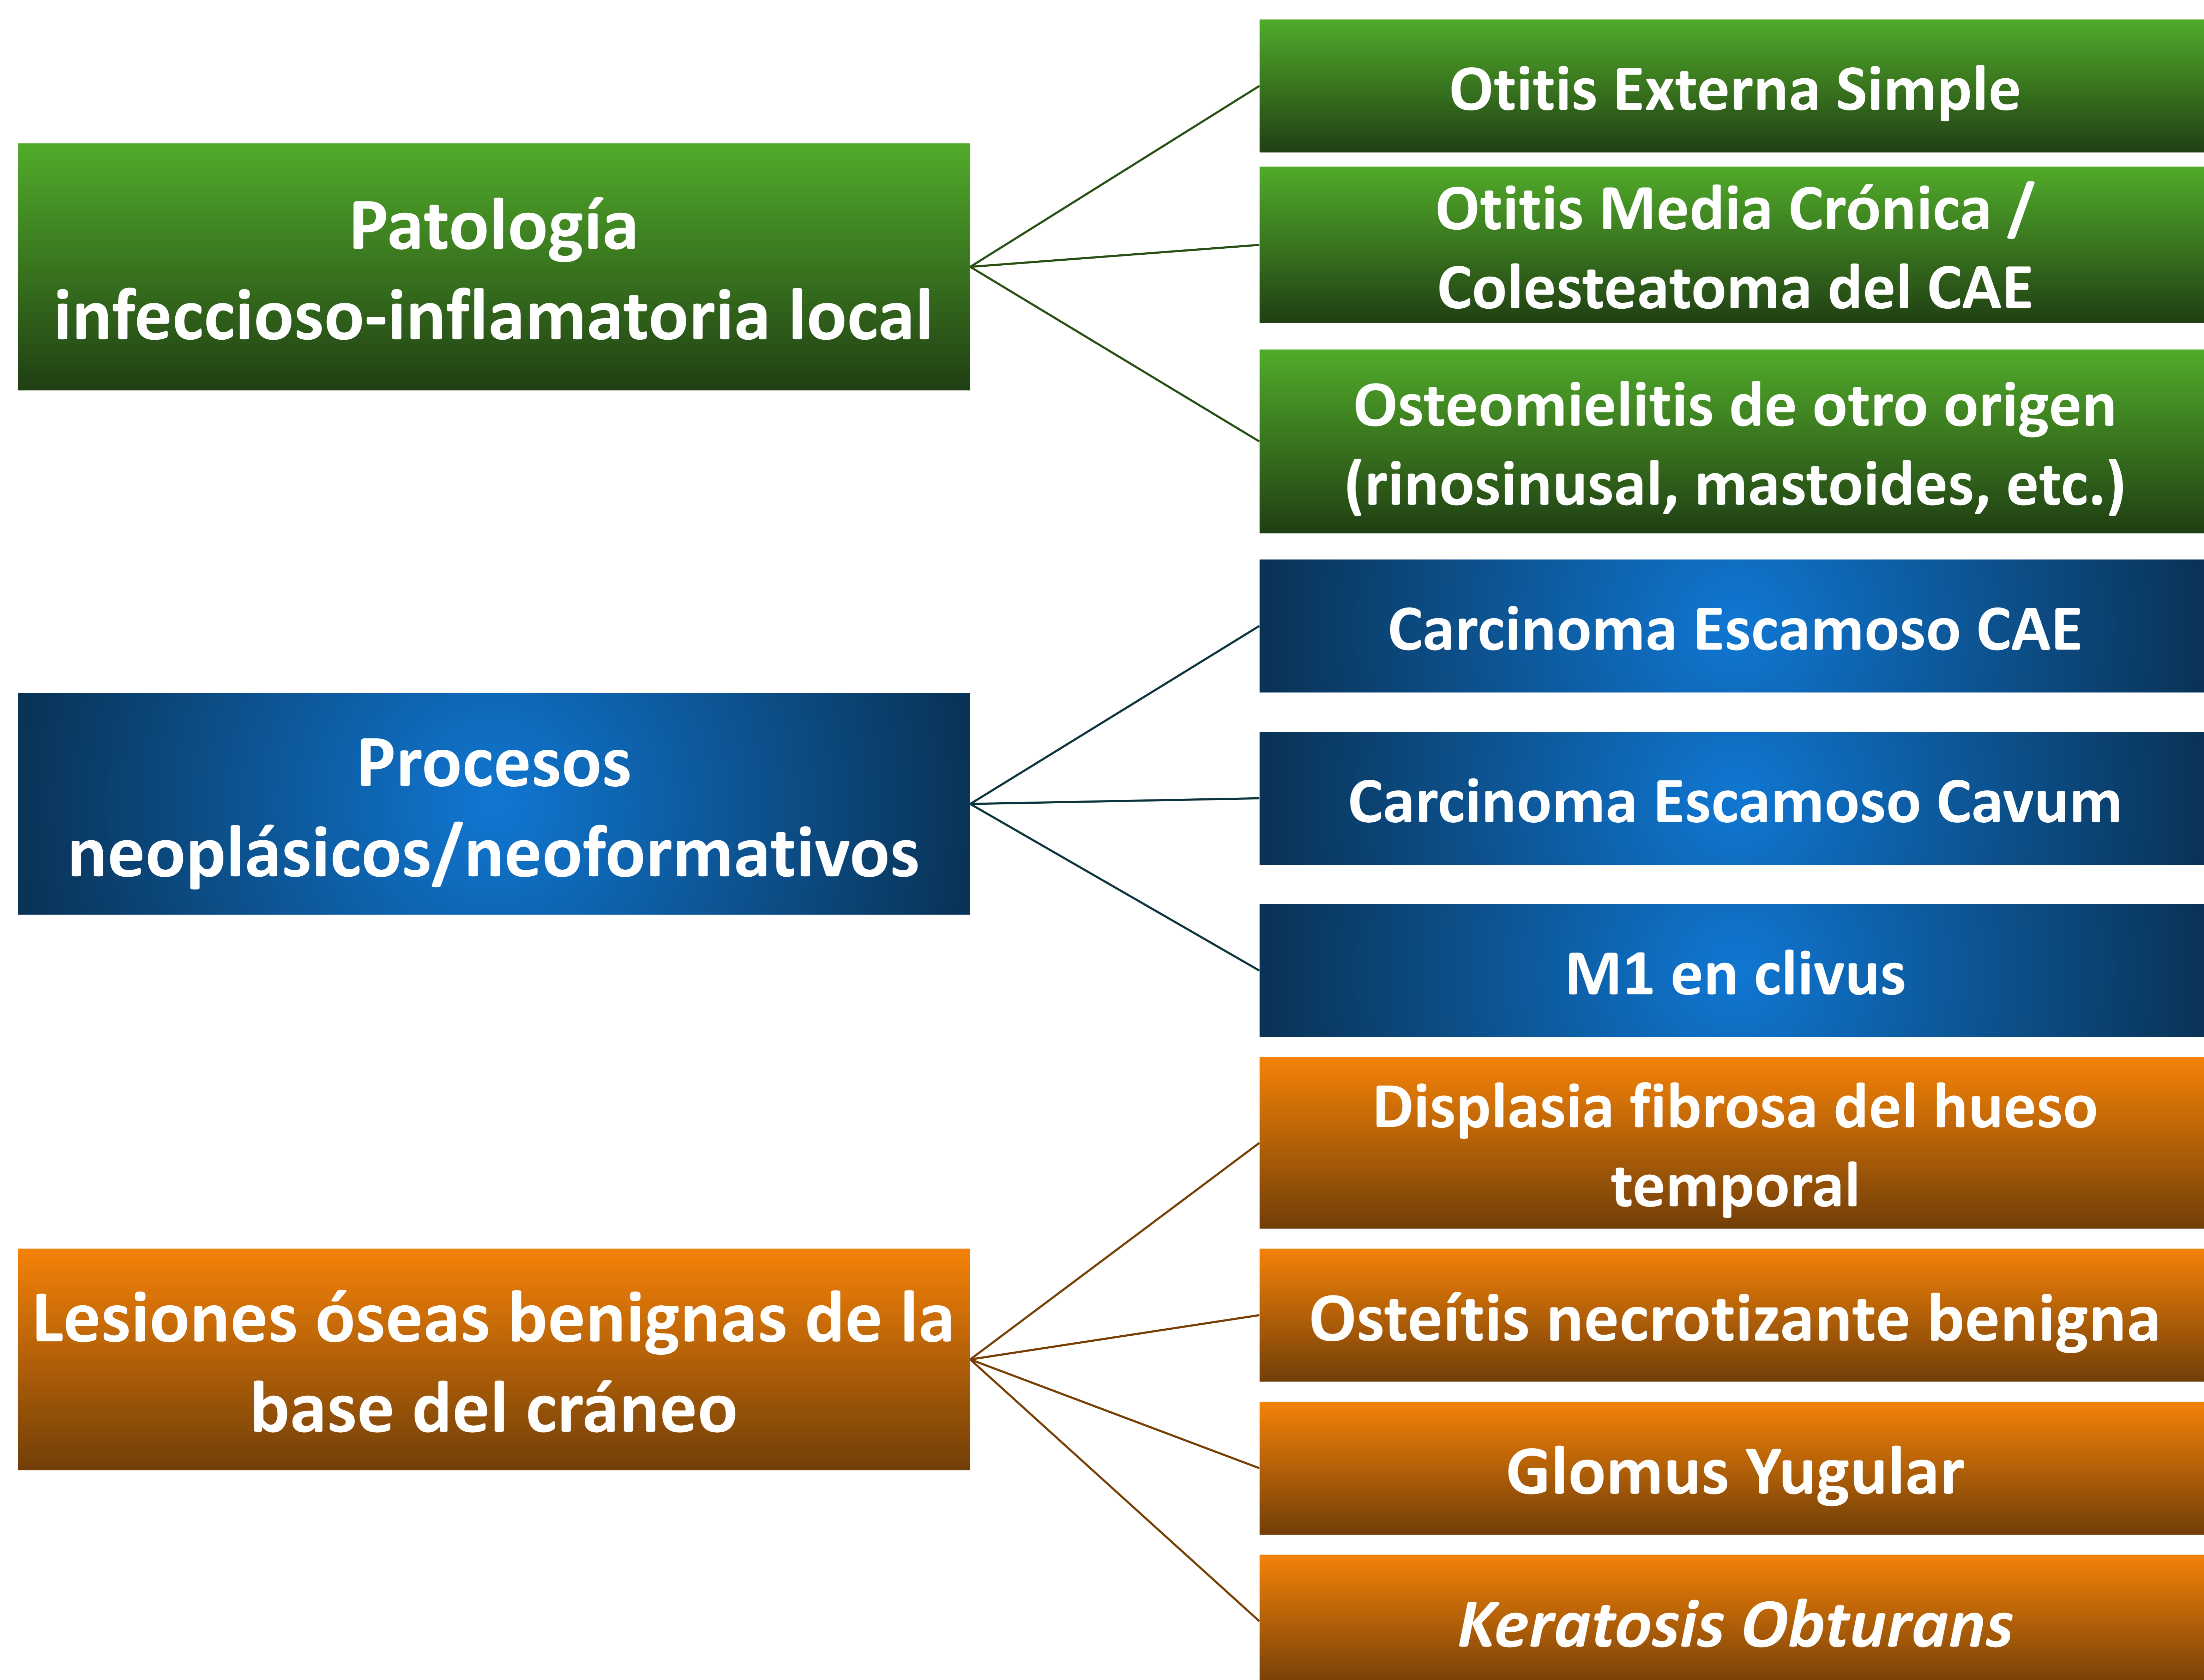 Patología
infeccioso-inflamatoria local
Otitis Externa Simple
Otitis Media Crónica /
Colesteatoma del CAE
Osteomielitis de otro origen
(rinosinusal, mastoides, etc.)
Procesos
neoplásicos/neoformativos
Carcinoma Escamoso CAE
Carcinoma Escamoso Cavum
M1 en clivus
Lesiones óseas benignas de la
base del cráneo
Displasia fibrosa del hueso
temporal
Osteítis necrotizante benigna
Glomus Yugular
Keratosis Obturans